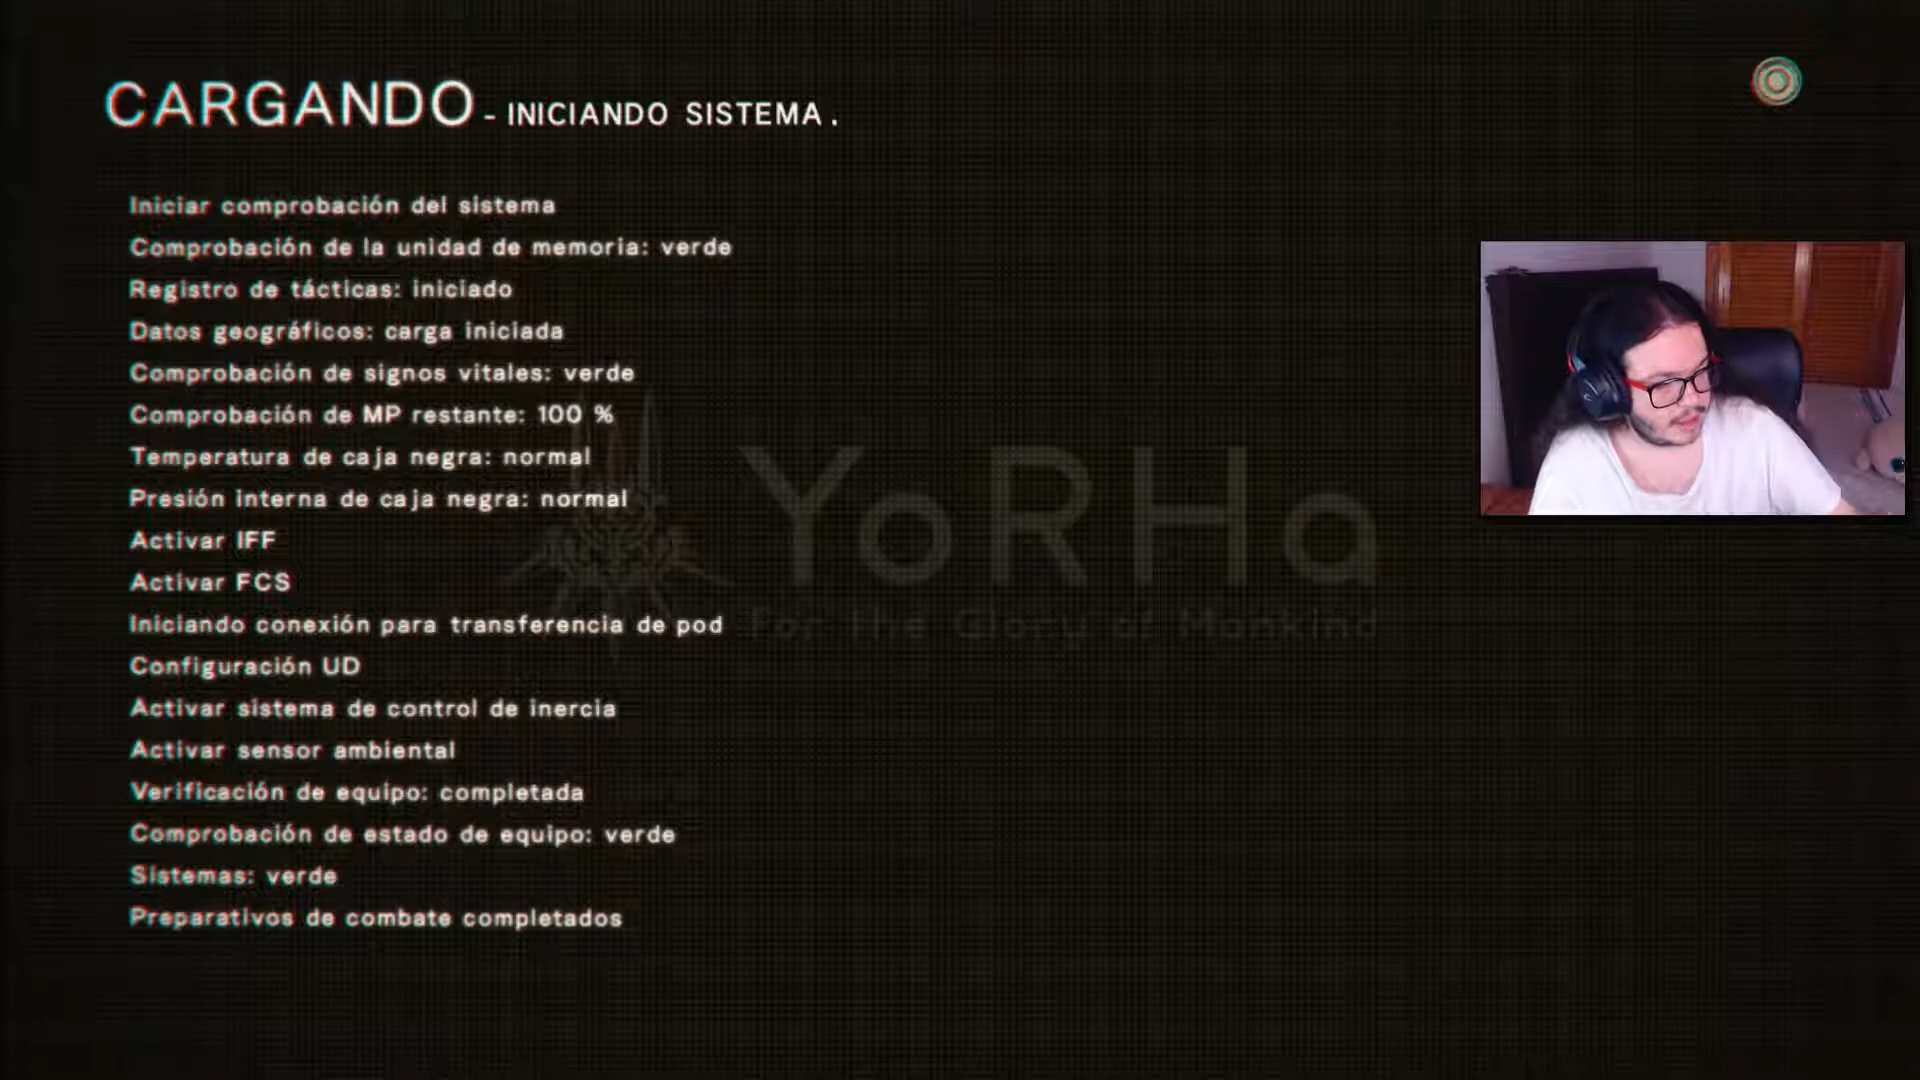 CARGANDO - INICIANDO SISTEMA.
Iniciar comprobación del sistema
Comprobación de la unidad de memoria: verde
Registro de tácticas: iniciado
Datos geográficos: carga iniciada
Comprobación de signos vitales: verde
Comprobación de MP restante: 100 %
Temperatura de caja negra: normal
Presión interna de caja negra: normal
Activar IFF
Activar FCS
Iniciando conexión para transferencia de pod
Configuración UD
Activar sistema de control de inercia
Activar sensor ambiental
Verificación de equipo: completada
Comprobación de estado de equipo: verde
Sistemas: verde
Preparativos de combate completados
YoRHa
For the Glory of Mankind